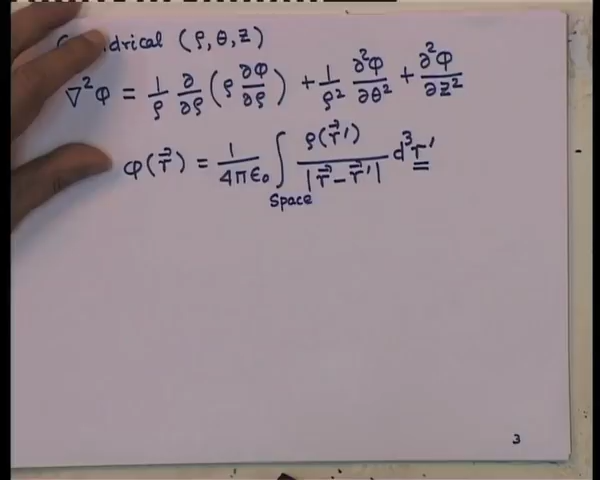 drical (ρ, θ, z)
∇²φ = 1/ρ ∂/∂ρ (ρ ∂φ/∂ρ) + 1/ρ² ∂²φ/∂θ² + ∂²φ/∂z²
φ(r⃗) = 1/4πε₀ ∫ ρ(r⃗′)/|r⃗ − r⃗′| d³r′
Space
3